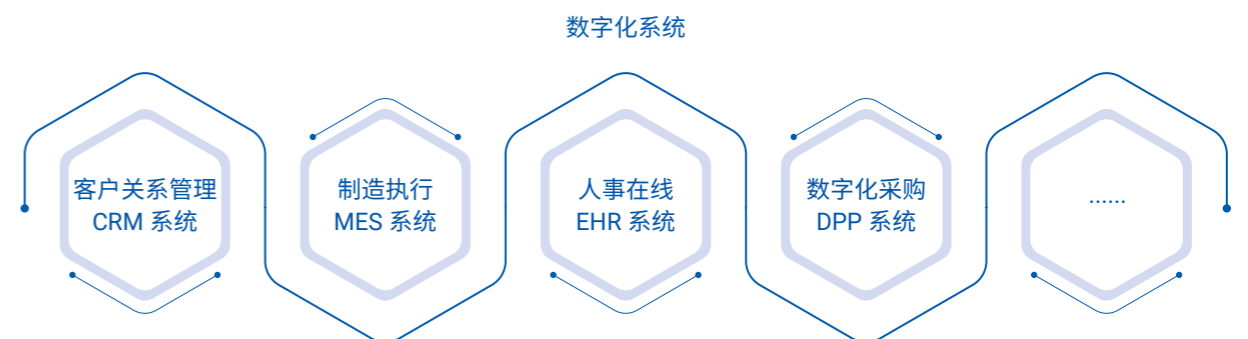 数字化系统
客户关系管理
CRM 系统
制造执行
MES 系统
人事在线
EHR 系统
数字化采购
DPP 系统
······